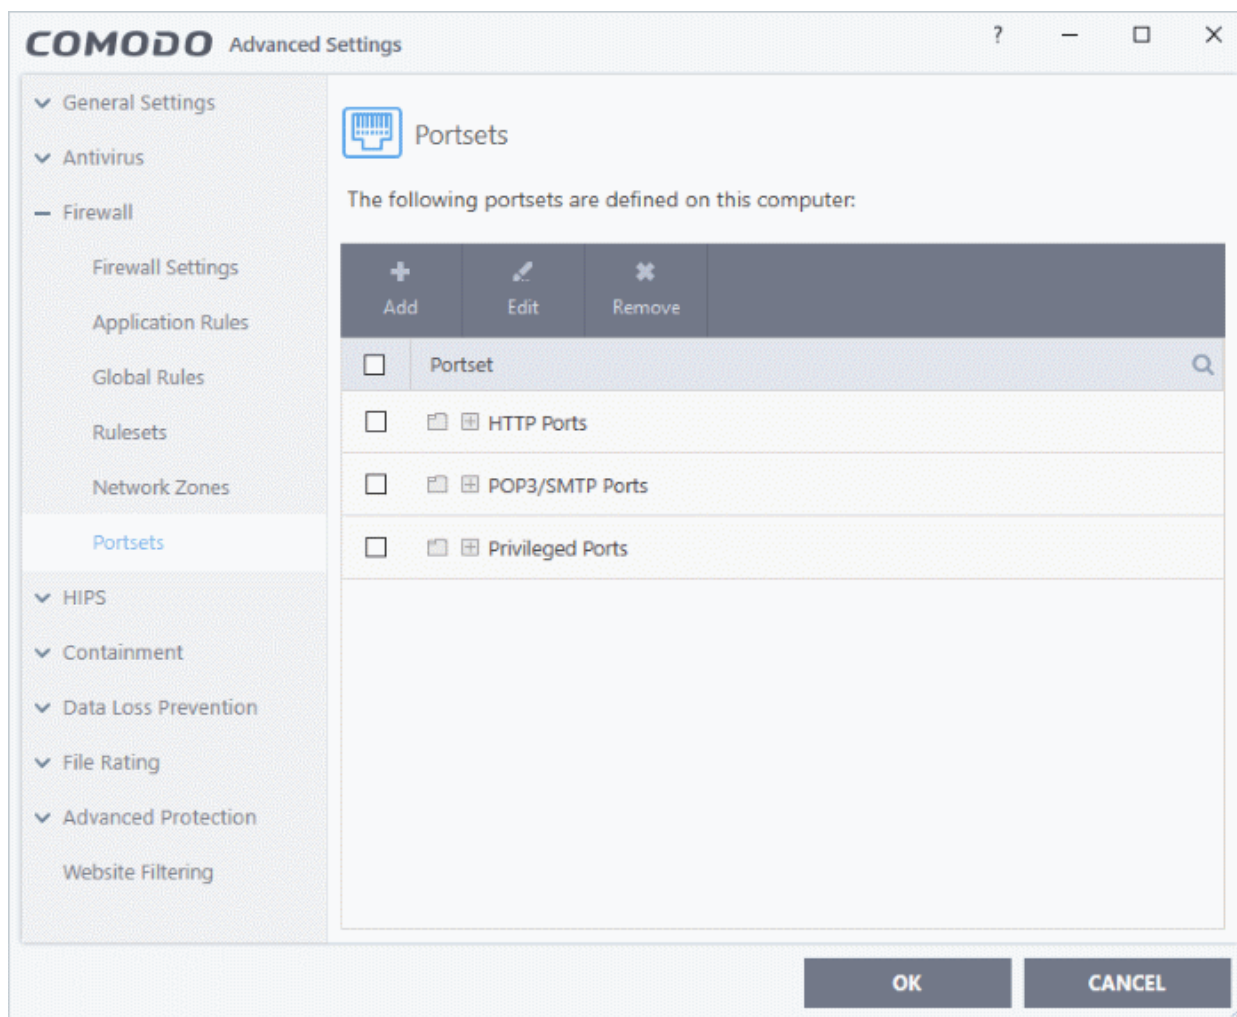 COMODO Advanced Settings ?
General Settings
Antivirus
Firewall
Firewall Settings
Application Rules
Global Rules
Rulesets
Network Zones
Portsets
HIPS
Containment
Data Loss Prevention
File Rating
Advanced Protection
Website Filtering
Portsets
The following portsets are defined on this computer:
Add Edit Remove
Portset
HTTP Ports
POP3/SMTP Ports
Privileged Ports
OK CANCEL